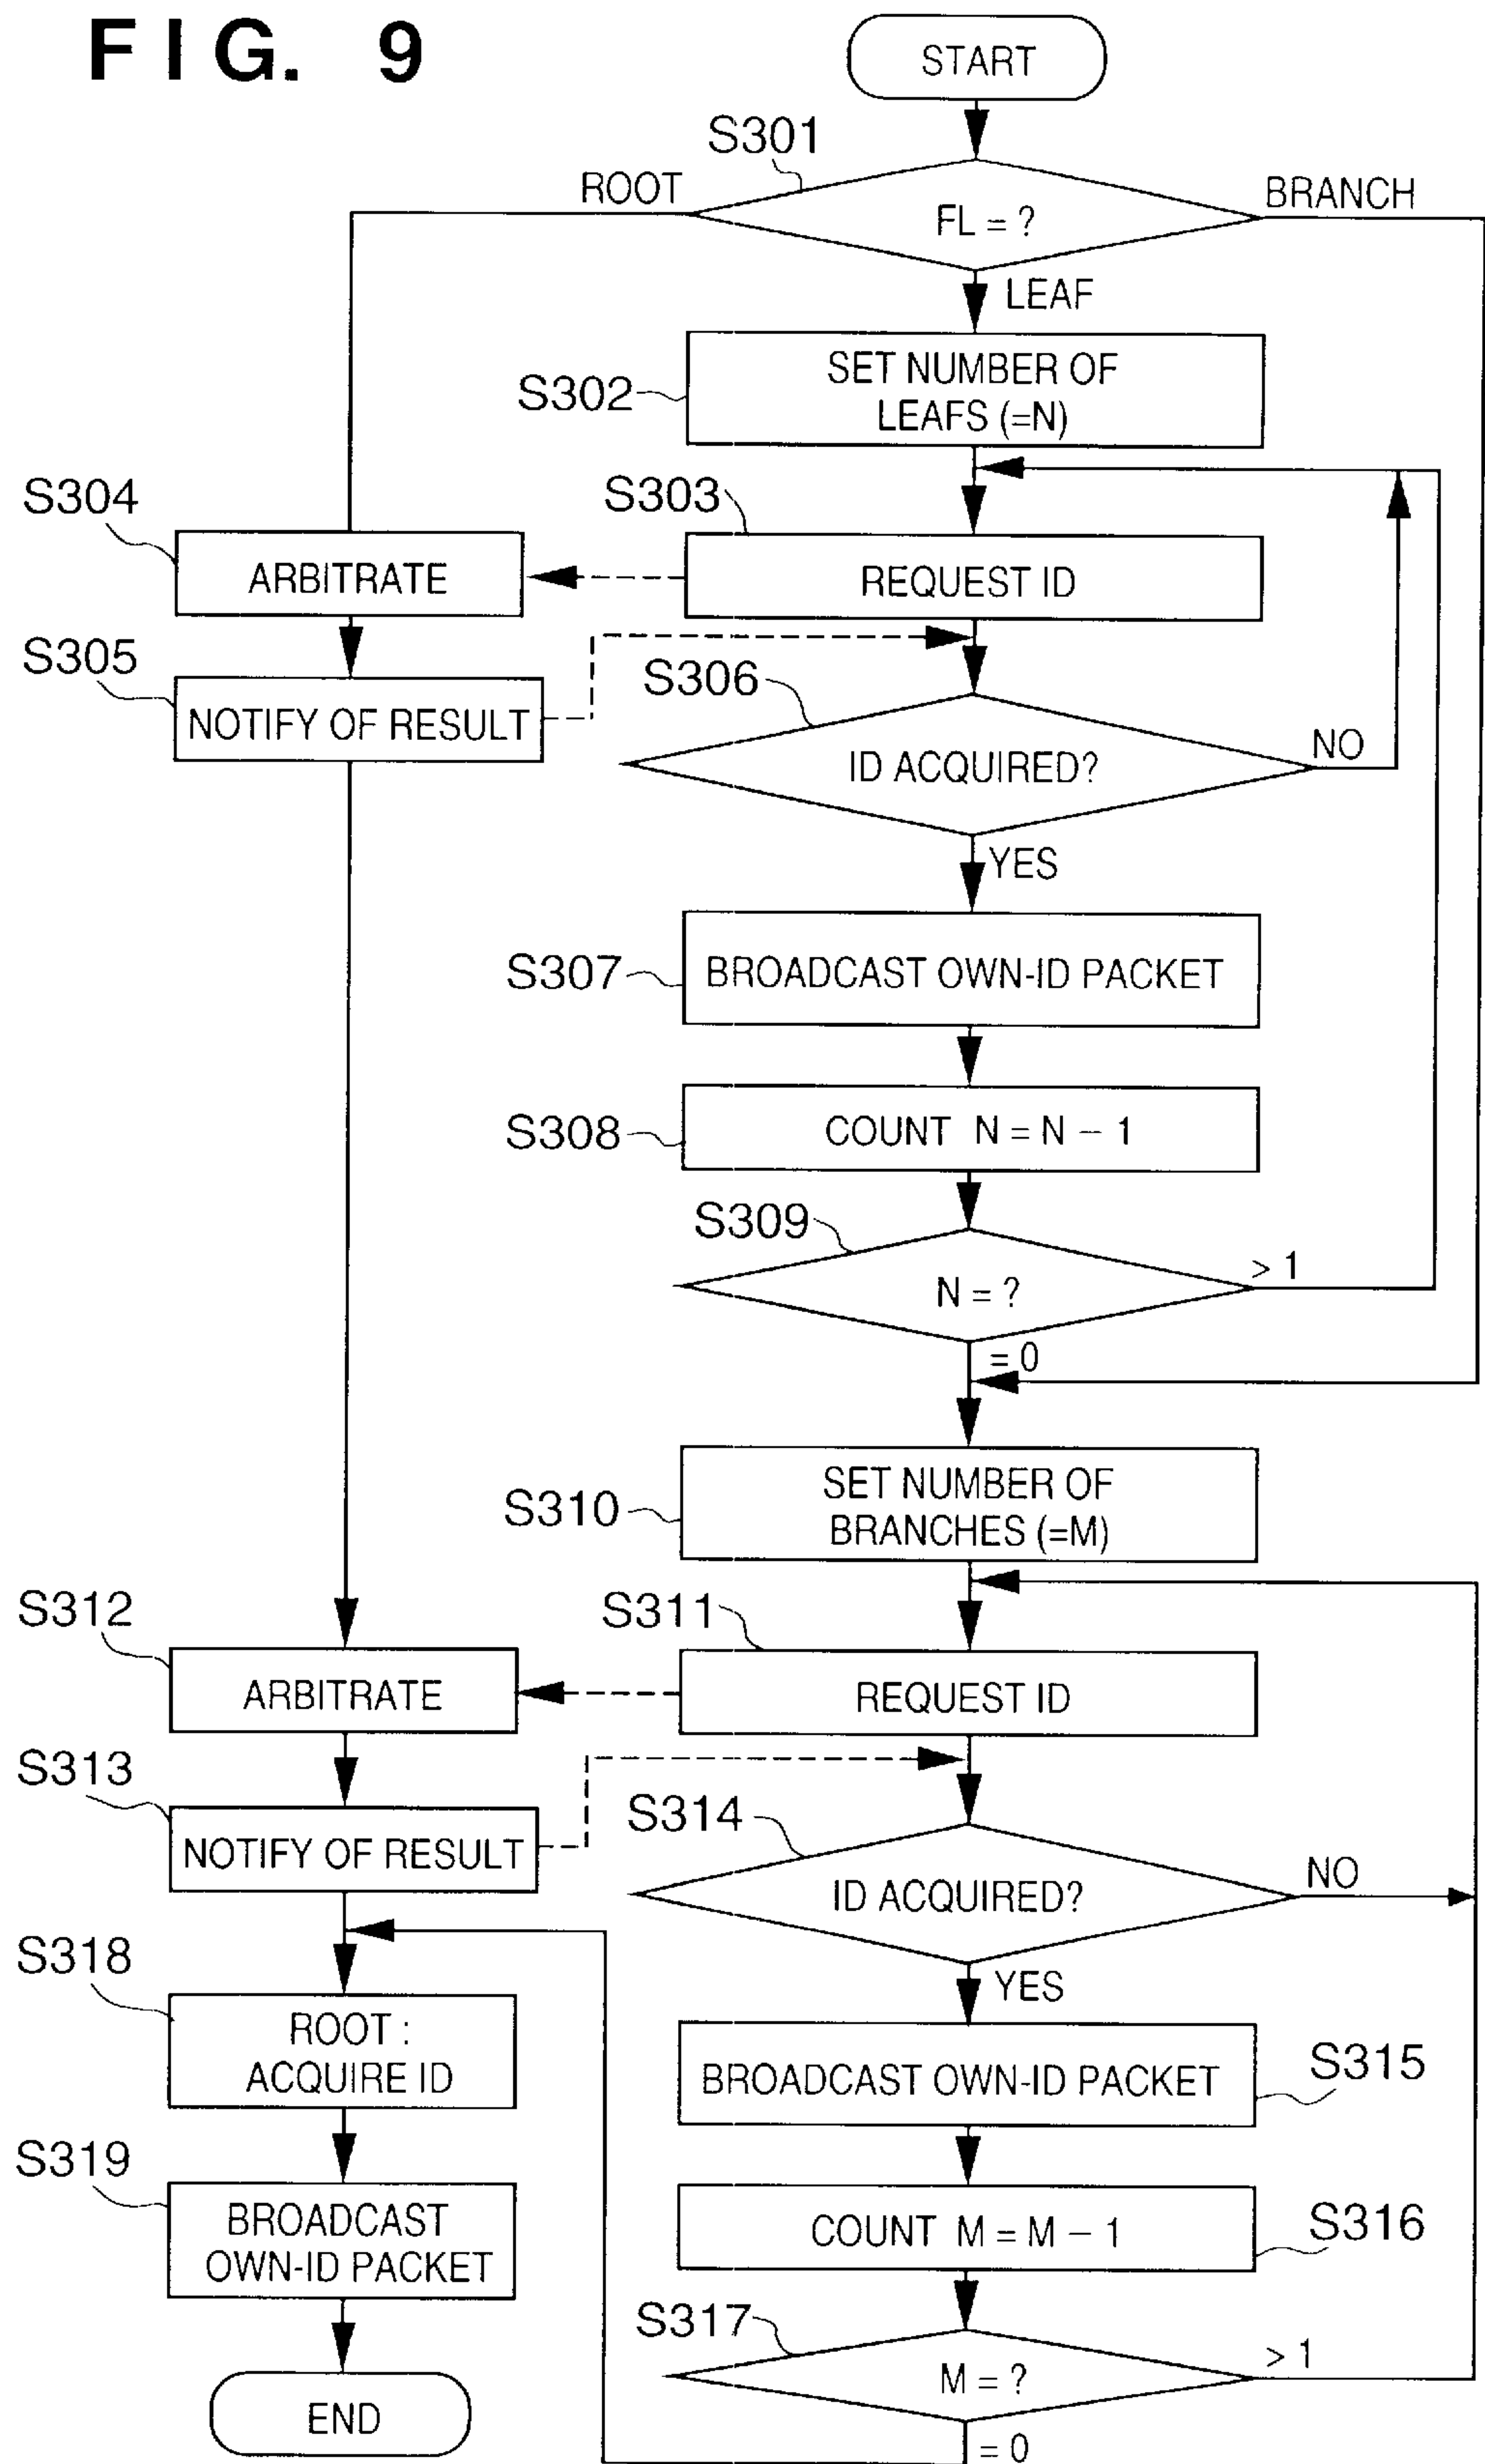 FIG. 9
START
S301
ROOT
BRANCH
FL = ?
LEAF
SET NUMBER OF
LEAFS (=N)
S302
S304
S303
ARBITRATE
REQUEST ID
S305
S306
NOTIFY OF RESULT
ID ACQUIRED?
NO
YES
S307
BROADCAST OWN-ID PACKET
S308
COUNT N = N − 1
S309
> 1
N = ?
= 0
SET NUMBER OF
BRANCHES (=M)
S310
S312
S311
ARBITRATE
REQUEST ID
S313
S314
NOTIFY OF RESULT
ID ACQUIRED?
NO
S318
YES
ROOT :
ACQUIRE ID
BROADCAST OWN-ID PACKET
S315
S319
BROADCAST
OWN-ID PACKET
COUNT M = M − 1
S316
S317
> 1
M = ?
END
= 0